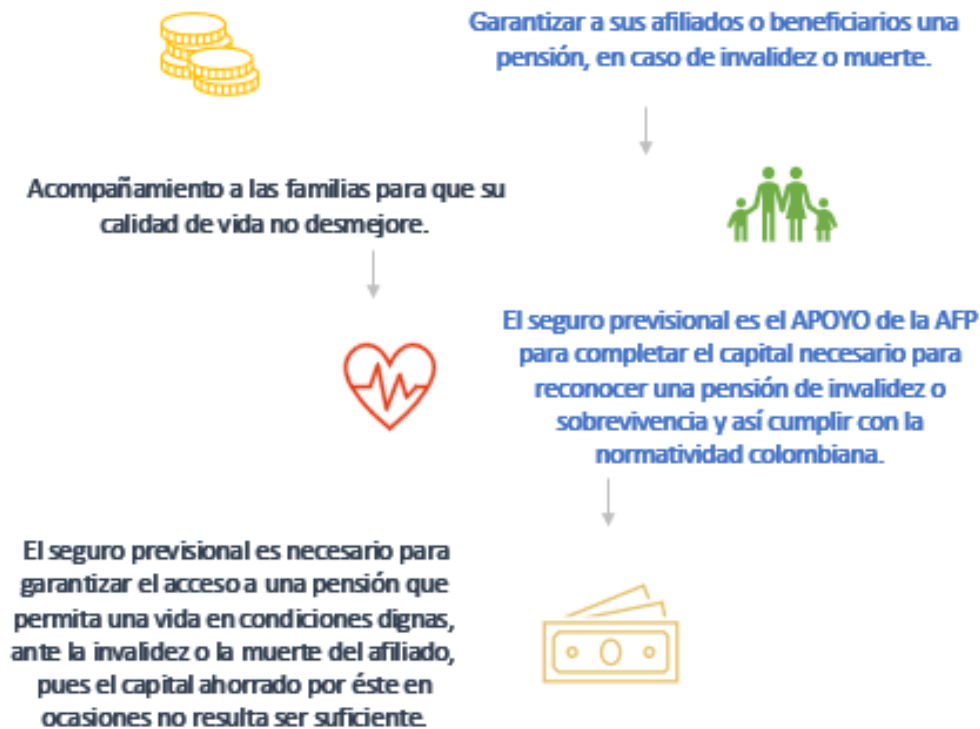 Garantizar a sus afiliados o beneficiarios una
pensión, en caso de invalidez o muerte.
Acompañamiento a las familias para que su
calidad de vida no desmejore.
El seguro previsional es el APOYO de la AFP
para completar el capital necesario para
reconocer una pensión de invalidez o
sobrevivencia y así cumplir con la
normatividad colombiana.
El seguro previsional es necesario para
garantizar el acceso a una pensión que
permita una vida en condiciones dignas,
ante la invalidez o la muerte del afiliado,
pues el capital ahorrado por éste en
ocasiones no resulta ser suficiente.